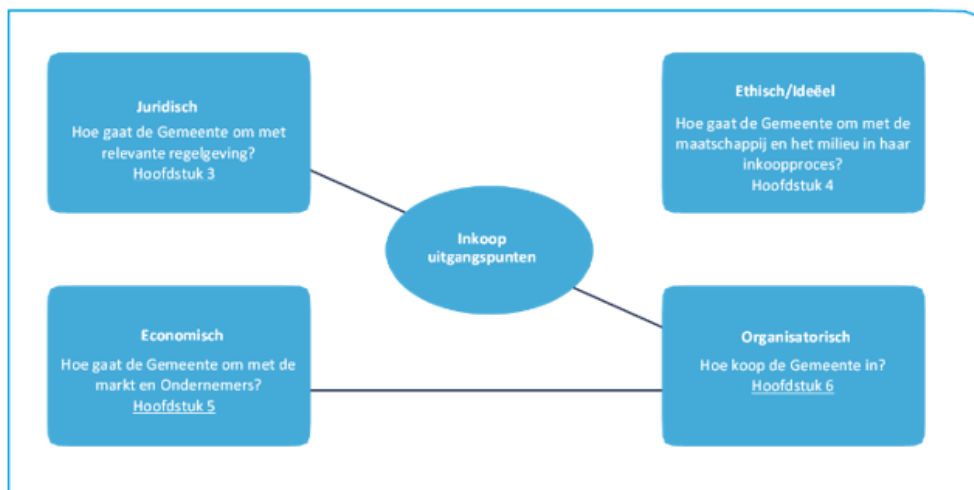 Juridisch
Hoe gaat de Gemeente om met
relevante regelgeving?
Hoofdstuk 3
Ethisch/Ideëel
Hoe gaat de Gemeente om met de
maatschappij en het milieu in haar
inkoopproces?
Hoofdstuk 4
Inkoop
uitgangspunten
Economisch
Hoe gaat de Gemeente om met de
markt en Ondernemers?
Hoofdstuk 5
Organisatorisch
Hoe koop de Gemeente in?
Hoofdstuk 6